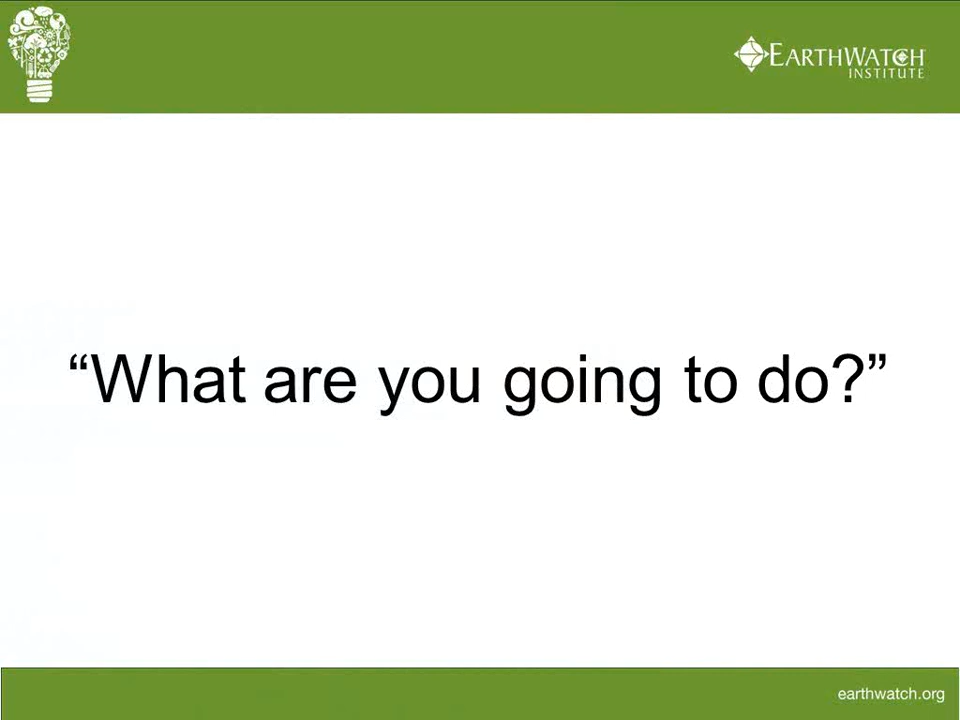 EARTHWATCH
INSTITUTE
“What are you going to do?”
earthwatch.org